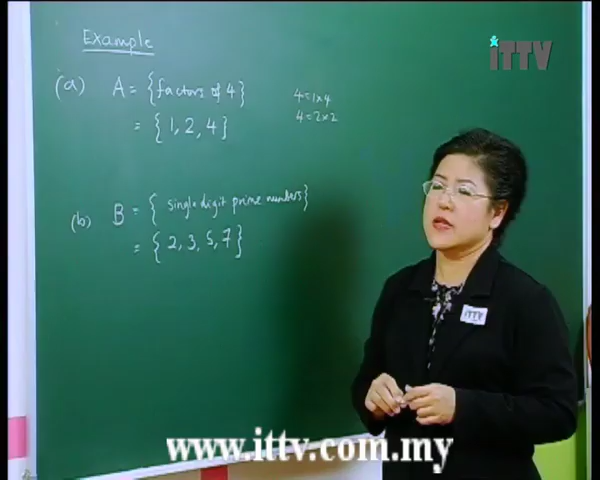 iTTV
Example
(a) A = {factors of 4}
4=1×4
= {1, 2, 4}
4=2×2
(b) B = {single digit prime numbers}
= {2, 3, 5, 7}
iTTV
www.ittv.com.my